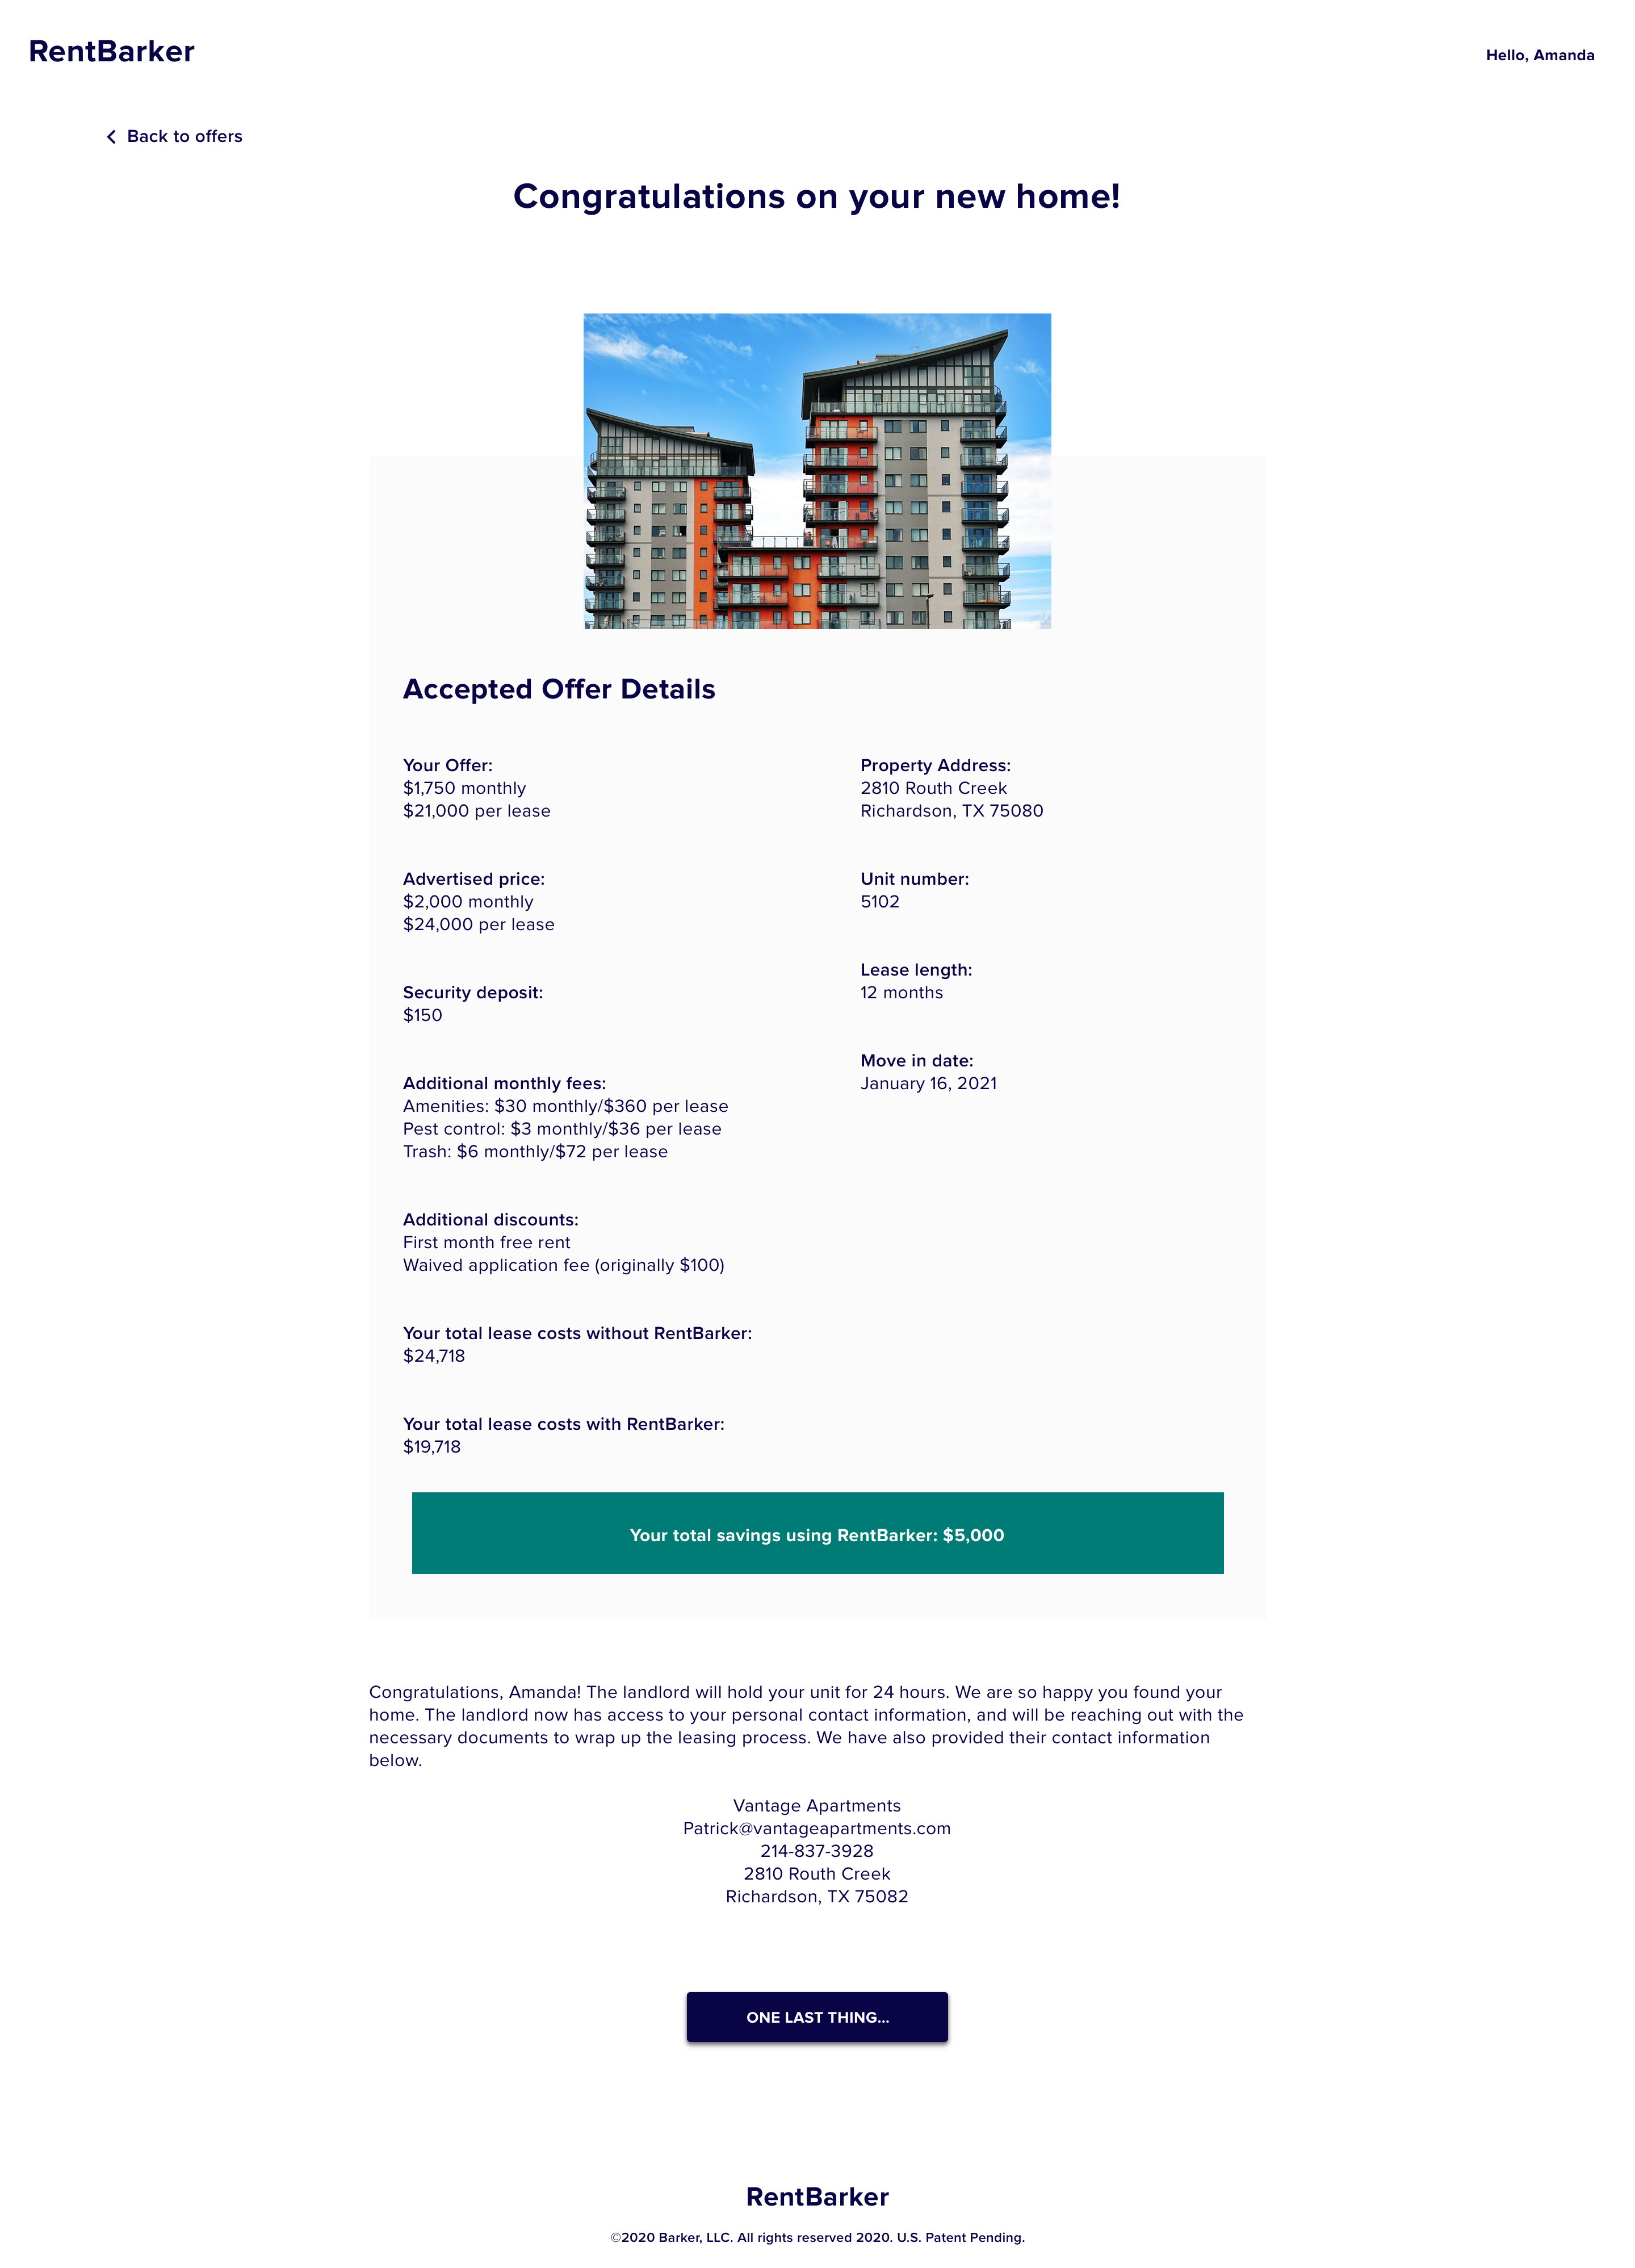 RentBarker
Hello, Amanda
Back to offers
Congratulations on your new home!
Accepted Offer Details
Your Offer:
$1,750 monthly
$21,000 per lease
Advertised price:
$2,000 monthly
$24,000 per lease
Security deposit:
$150
Additional monthly fees:
Amenities: $30 monthly/$360 per lease
Pest control: $3 monthly/$36 per lease
Trash: $6 monthly/$72 per lease
Additional discounts:
First month free rent
Waived application fee (originally $100)
Your total lease costs without RentBarker:
$24,718
Your total lease costs with RentBarker:
$19,718
Property Address:
2810 Routh Creek
Richardson, TX 75080
Unit number:
5102
Lease length:
12 months
Move in date:
January 16, 2021
Your total savings using RentBarker: $5,000
Congratulations, Amanda! The landlord will hold your unit for 24 hours. We are so happy you found your
home. The landlord now has access to your personal contact information, and will be reaching out with the
necessary documents to wrap up the leasing process. We have also provided their contact information
below.
Vantage Apartments
Patrick@vantageapartments.com
214-837-3928
2810 Routh Creek
Richardson, TX 75082
ONE LAST THING...
RentBarker
©2020 Barker, LLC. All rights reserved 2020. U.S. Patent Pending.